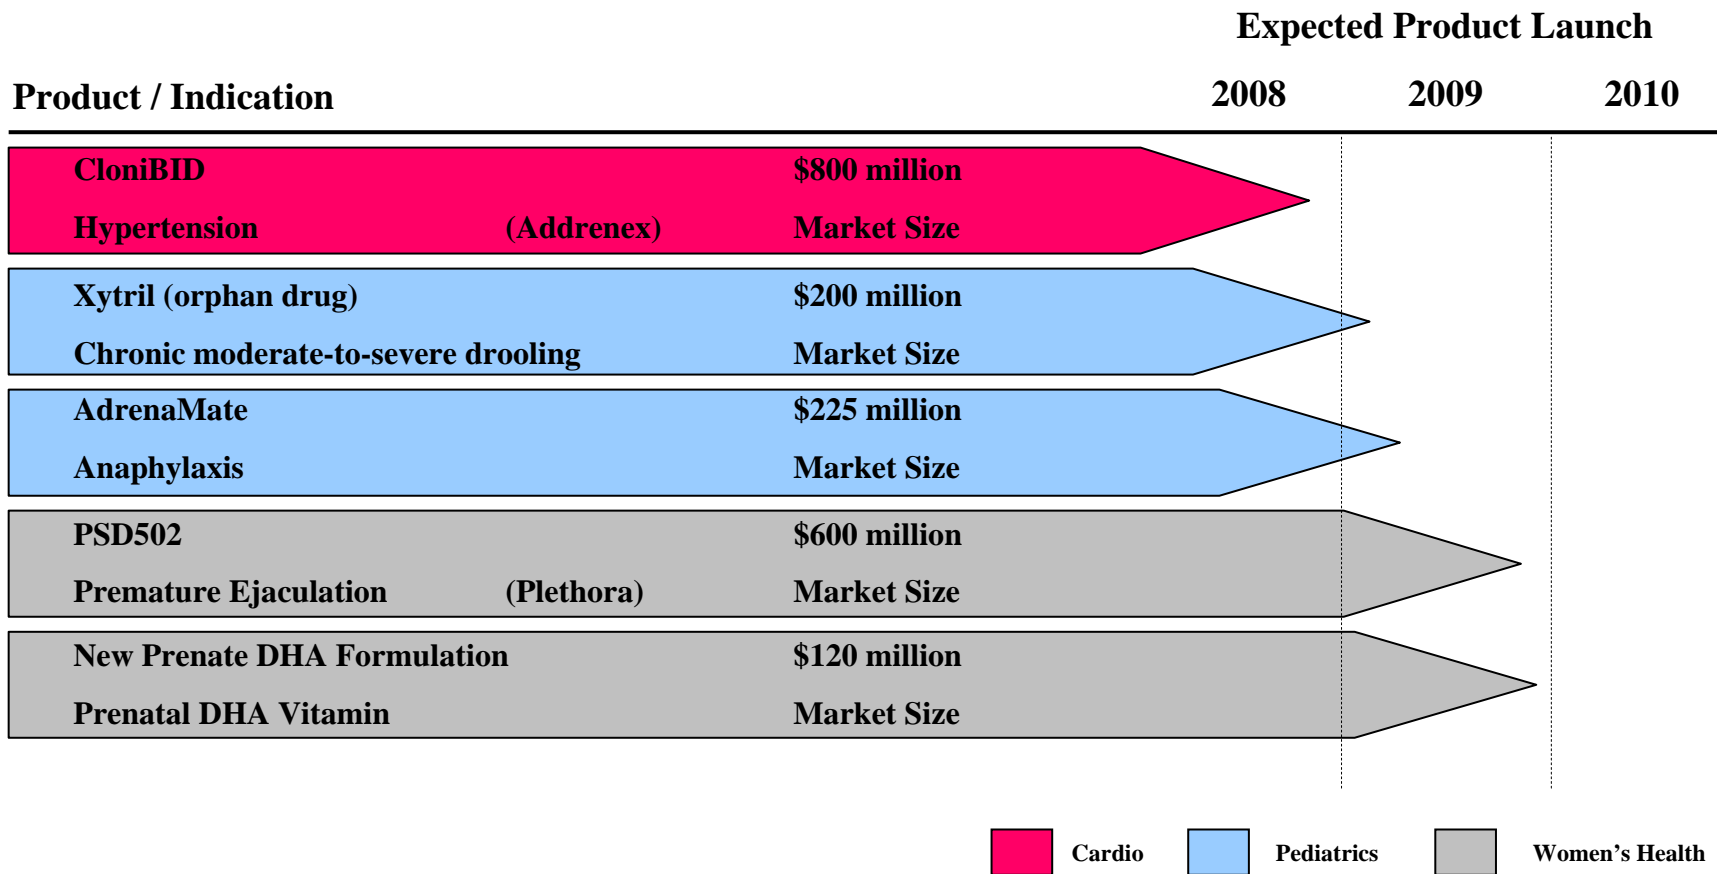 Expected Product Launch
Product / Indication 2008 2009 2010
CloniBID $800 million
Hypertension (Addrenex) Market Size
Xytril (orphan drug) $200 million
Chronic moderate-to-severe drooling Market Size
AdrenaMate $225 million
Anaphylaxis Market Size
PSD502 $600 million
Premature Ejaculation (Plethora) Market Size
New Prenate DHA Formulation $120 million
Prenatal DHA Vitamin Market Size
Cardio Pediatrics Women’s Health